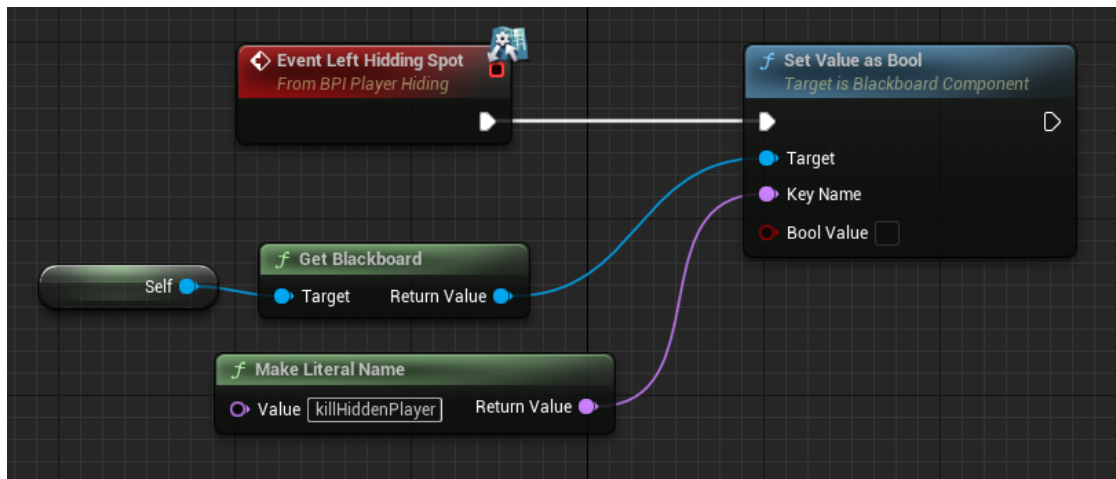 Event Left Hidding Spot
From BPI Player Hiding
f Set Value as Bool
Target is Blackboard Component
Target
Key Name
Bool Value
f Get Blackboard
Self
Target Return Value
f Make Literal Name
Value killHiddenPlayer Return Value